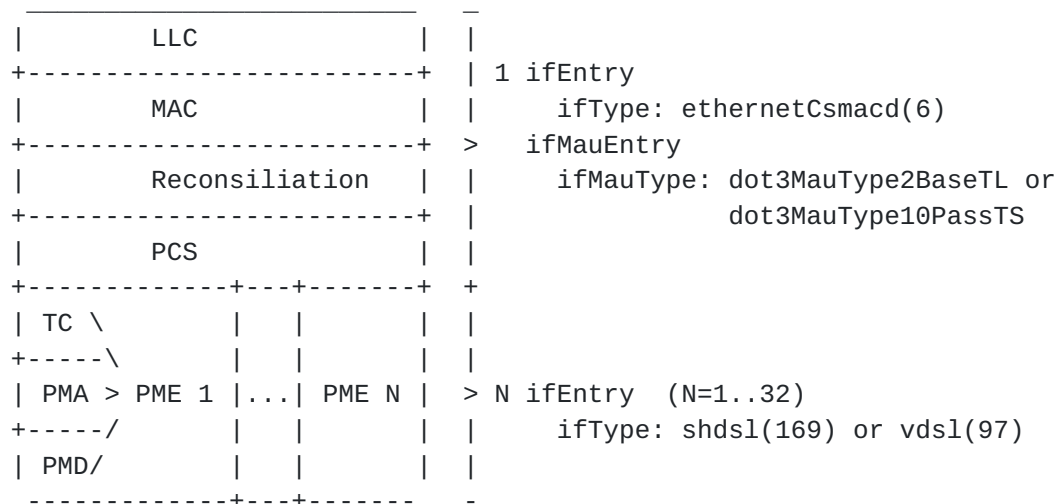 _________________________   _
|         LLC             |  |
+-------------------------+  | 1 ifEntry
|         MAC             |  |     ifType: ethernetCsmacd(6)
+-------------------------+  >   ifMauEntry
|         Reconsiliation  |  |     ifMauType: dot3MauType2BaseTL or
+-------------------------+  |                dot3MauType10PassTS
|         PCS             |  |
+-------------+---+-------+  +
| TC \        |   |       |  |
+-----\       |   |       |  |
| PMA > PME 1 |...| PME N |  > N ifEntry  (N=1..32)
+-----/       |   |       |  |     ifType: shdsl(169) or vdsl(97)
| PMD/        |   |       |  |
 -------------+---+-------   -